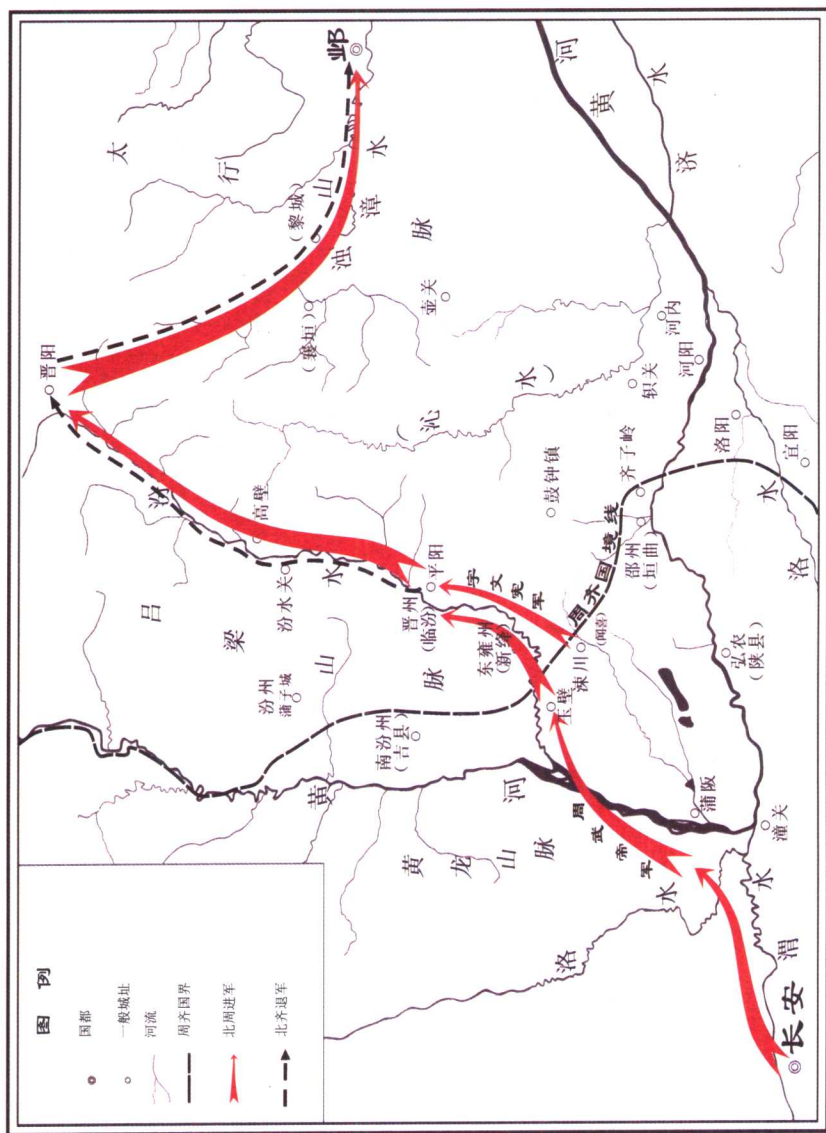 图例
国都
一般城址
河流
周齐国界
北周进军
北齐退军
太行山脉
吕梁山脉
黄龙山脉
黄河
黄河
汾水
沁水
浊漳水
济水
洛水
洛水
渭水
邺
晋阳
(黎城)
(襄垣)
壶关
高壁
汾水关
汾州
蒲子城
南汾州
(吉县)
晋州
(临汾)
平阳
东雍州
(新绛)
玉壁
涑川
(闻喜)
宇文宪军
周武帝军
周齐国境线
鼓钟镇
齐子岭
邵州
(垣曲)
轵关
河内
河阳
洛阳
宜阳
弘农
(陕县)
蒲阪
潼关
长安